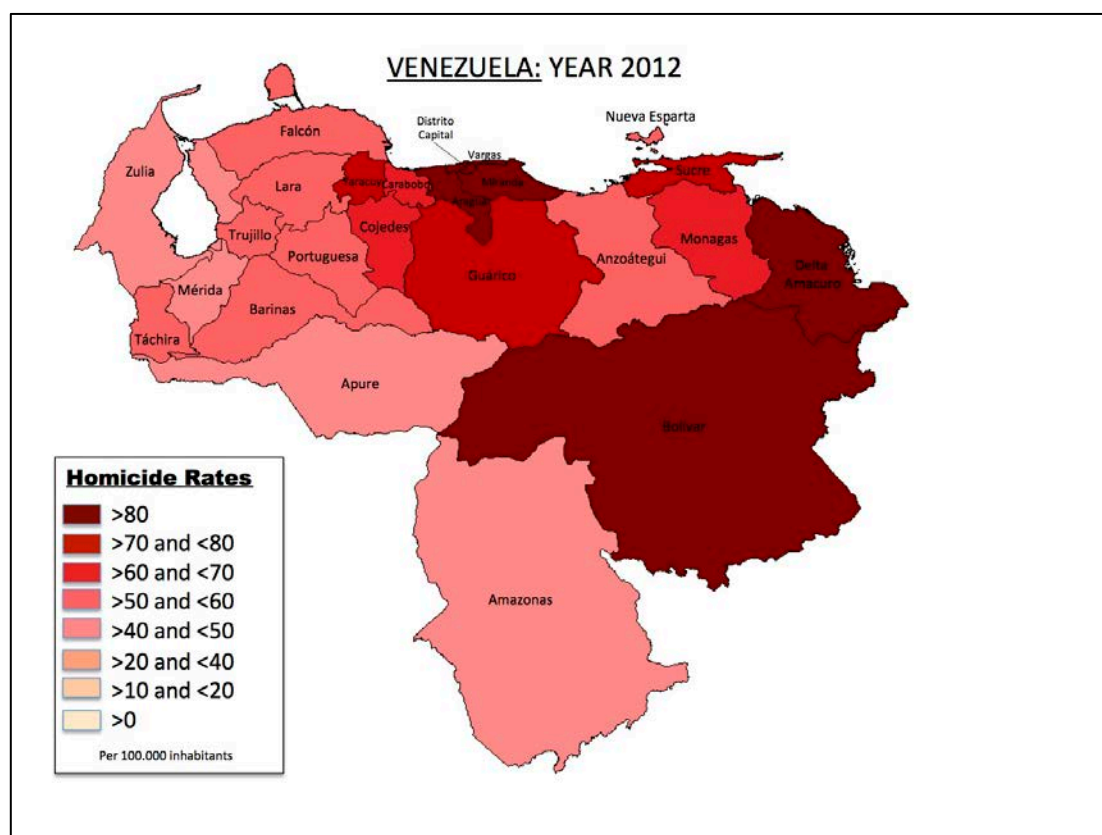 VENEZUELA: YEAR 2012
Distrito
Capital
Vargas
Nueva Esparta
Falcón
Zulia
Lara
Yaracuy
Carabobo
Miranda
Aragua
Sucre
Trujillo
Cojedes
Portuguesa
Monagas
Guárico
Anzoátegui
Delta
Amacuro
Mérida
Barinas
Táchira
Apure
Bolívar
Amazonas
Homicide Rates
>80
>70 and <80
>60 and <70
>50 and <60
>40 and <50
>20 and <40
>10 and <20
>0
Per 100.000 inhabitants